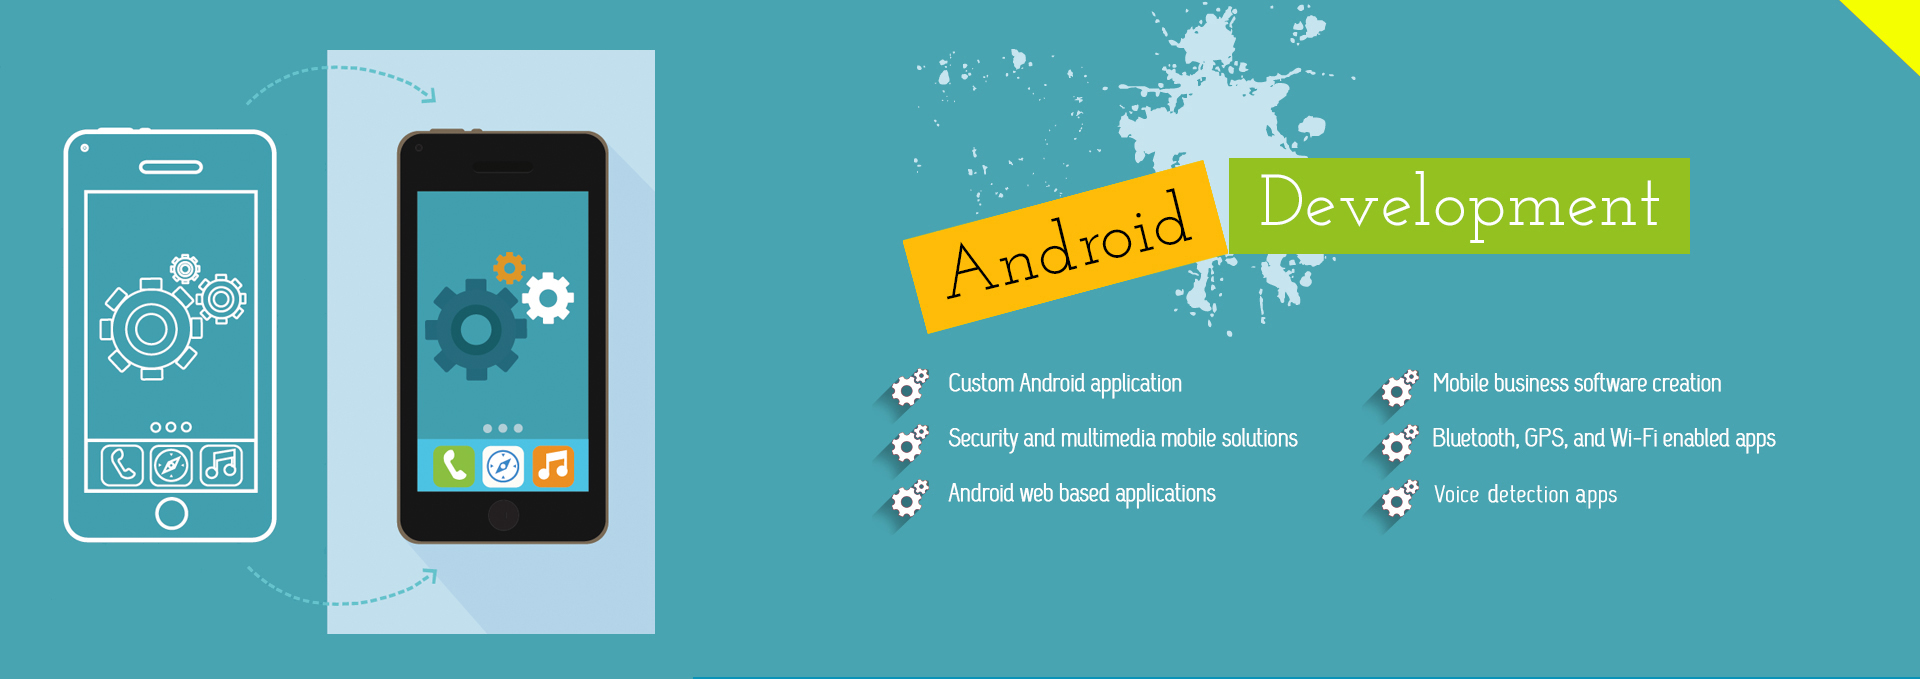 Android
Development
Custom Android application
Security and multimedia mobile solutions
Android web based applications
Mobile business software creation
Bluetooth, GPS, and Wi-Fi enabled apps
Voice detection apps